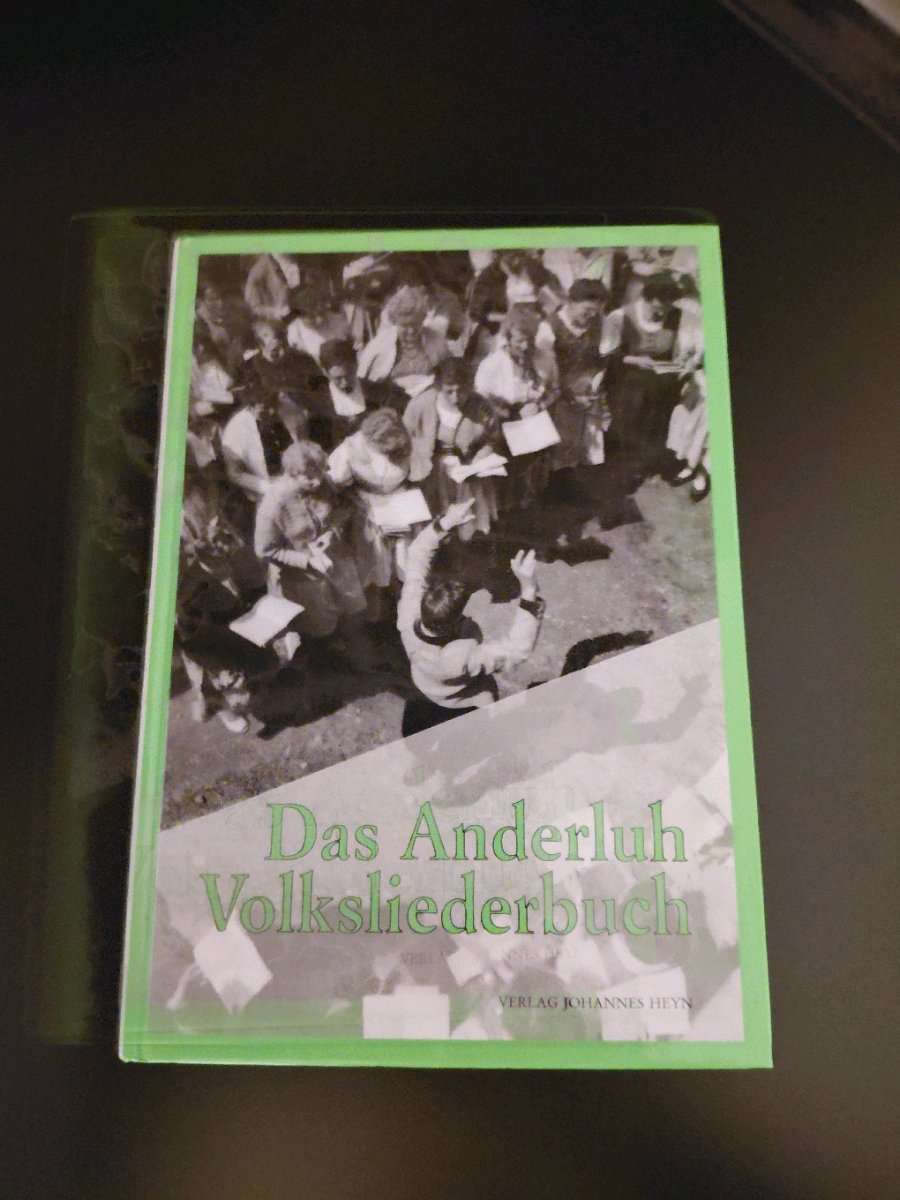 Das Anderluh
Volksliederbuch
VERLAG JOHANNES HEYN